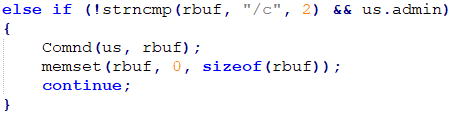 else if (!strncmp(rbuf, "/c", 2) && us.admin)
{
Comnd(us, rbuf);
memset(rbuf, 0, sizeof(rbuf));
continue;
}